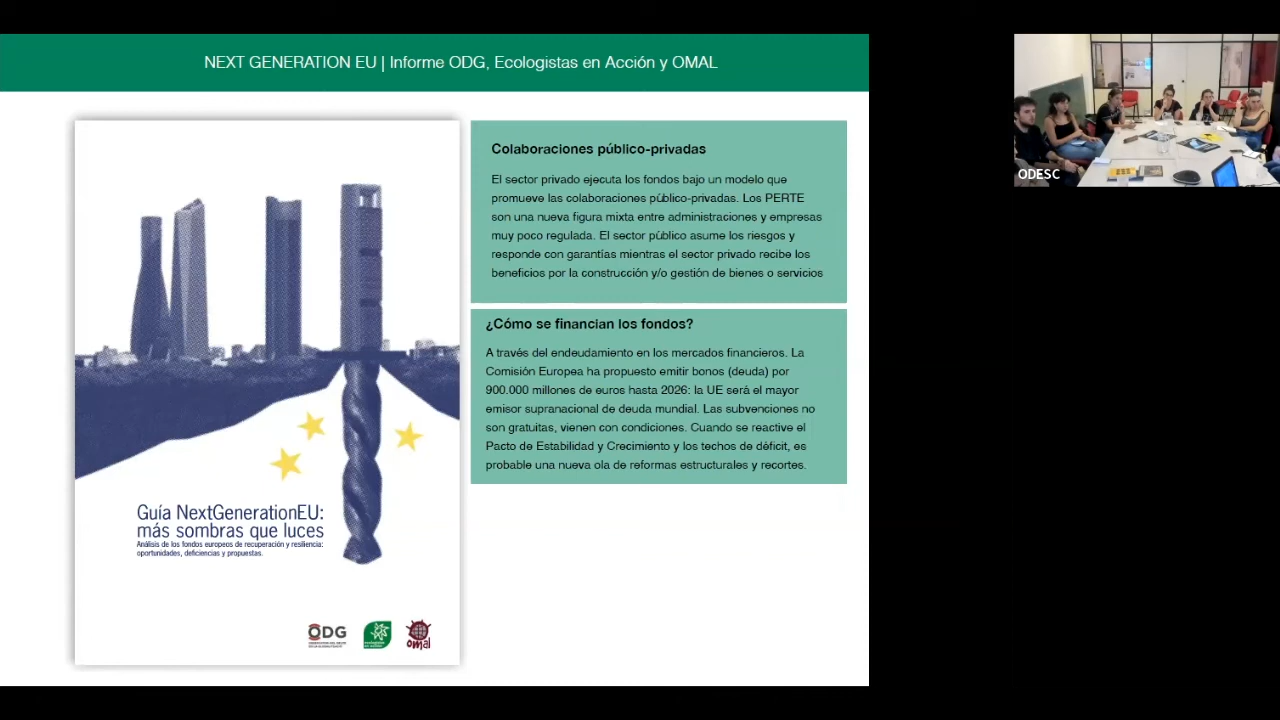 NEXT GENERATION EU | Informe ODG, Ecologistas en Acción y OMAL
Colaboraciones público-privadas
El sector privado ejecuta los fondos bajo un modelo que
promueve las colaboraciones público-privadas. Los PERTE
son una nueva figura mixta entre administraciones y empresas
muy poco regulada. El sector público asume los riesgos y
responde con garantías mientras el sector privado recibe los
beneficios por la construcción y/o gestión de bienes o servicios
¿Cómo se financian los fondos?
A través del endeudamiento en los mercados financieros. La
Comisión Europea ha propuesto emitir bonos (deuda) por
900.000 millones de euros hasta 2026: la UE será el mayor
emisor supranacional de deuda mundial. Las subvenciones no
son gratuitas, vienen con condiciones. Cuando se reactive el
Pacto de Estabilidad y Crecimiento y los techos de déficit, es
probable una nueva ola de reformas estructurales y recortes.
Guía NextGenerationEU:
más sombras que luces
Análisis de los fondos europeos de recuperación y resiliencia:
oportunidades, deficiencias y propuestas.
ODG
ecologistas
en acción
omal
ODESC